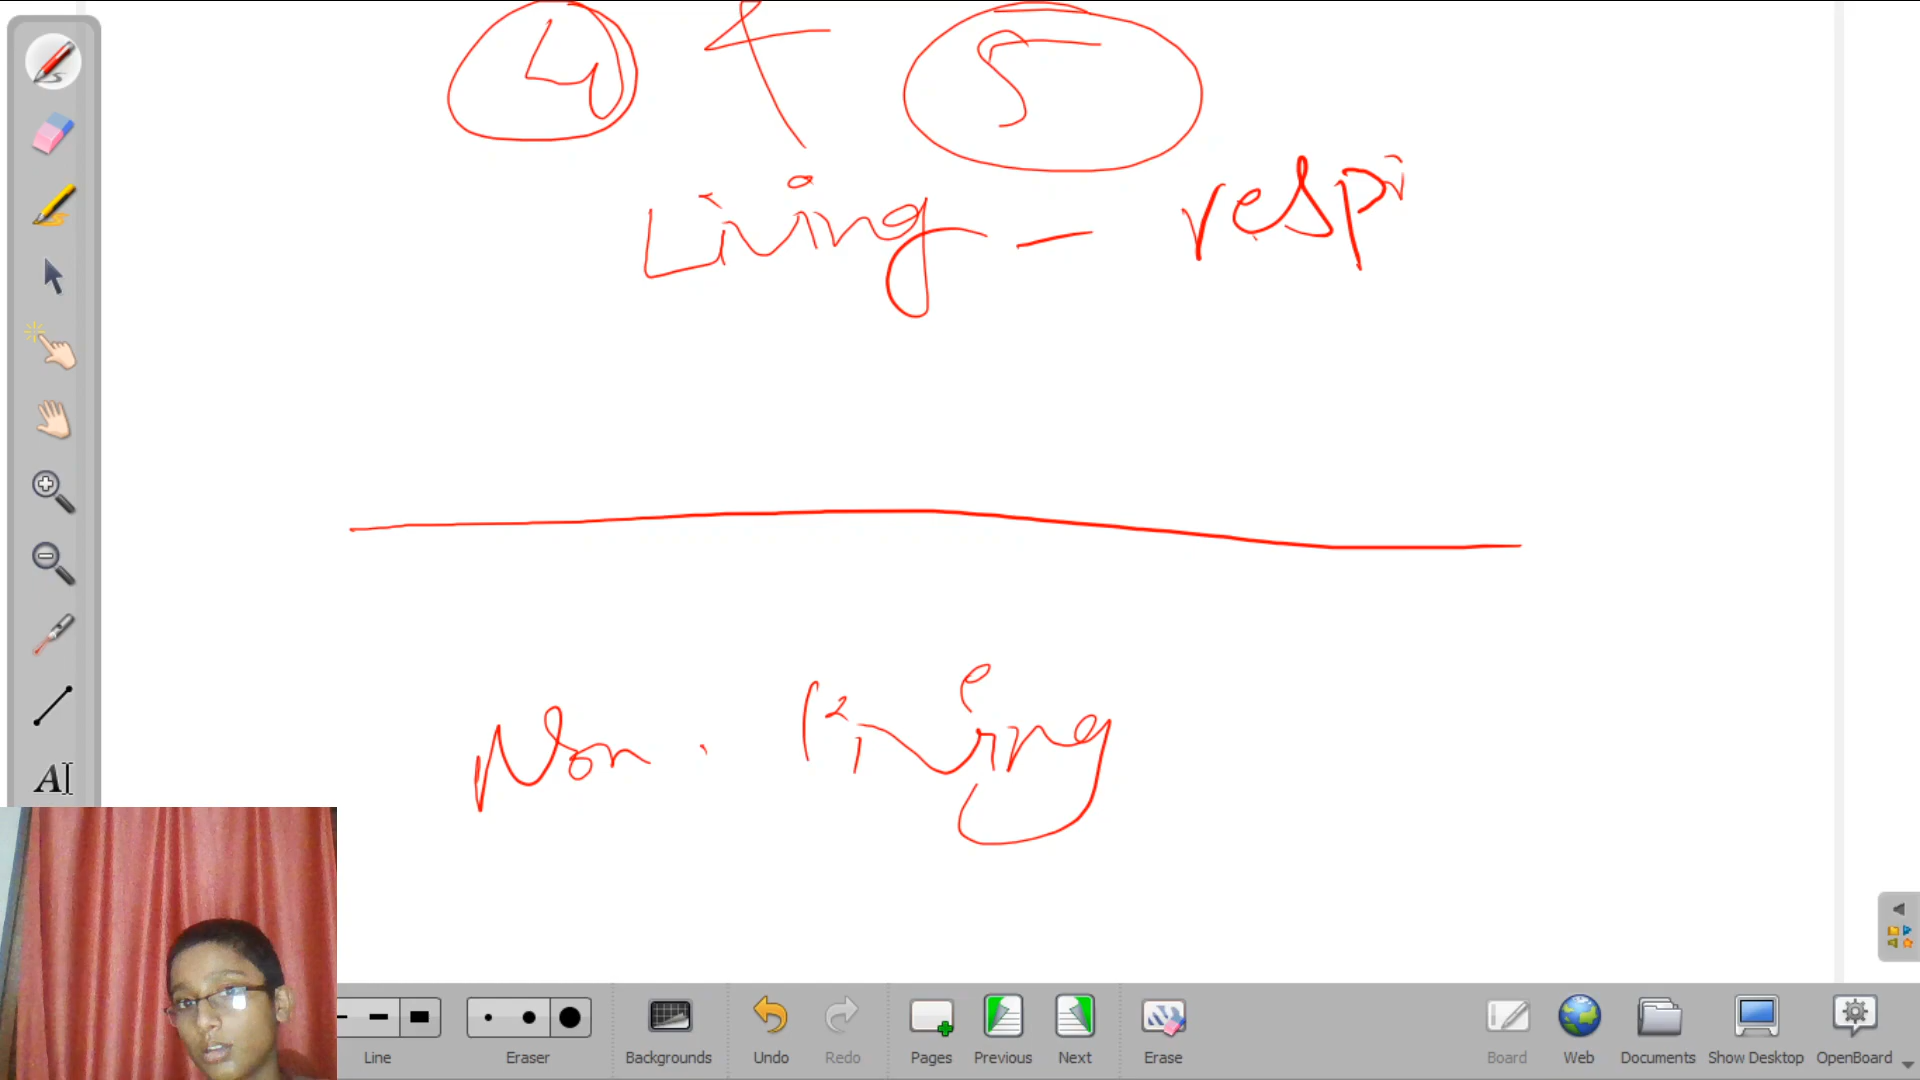 4 5
Living - respi
Non. living
A
Line
Eraser
Backgrounds
Undo
Redo
Pages
Previous
Next
Erase
Board
Web
Documents
Show Desktop
OpenBoard